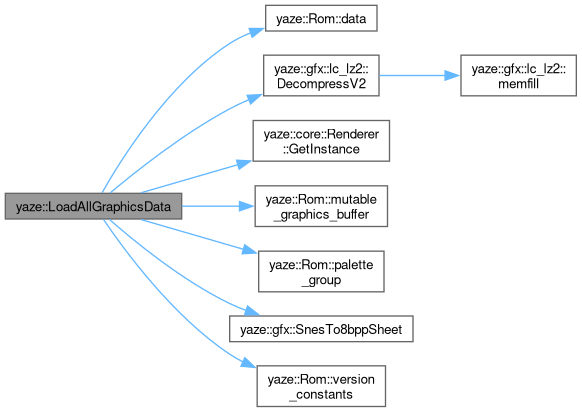 yaze::Rom::data
yaze::gfx::lc_lz2::
DecompressV2
yaze::gfx::lc_lz2::
memfill
yaze::core::Renderer
::GetInstance
yaze::LoadAllGraphicsData
yaze::Rom::mutable
_graphics_buffer
yaze::Rom::palette
_group
yaze::gfx::SnesTo8bppSheet
yaze::Rom::version
_constants